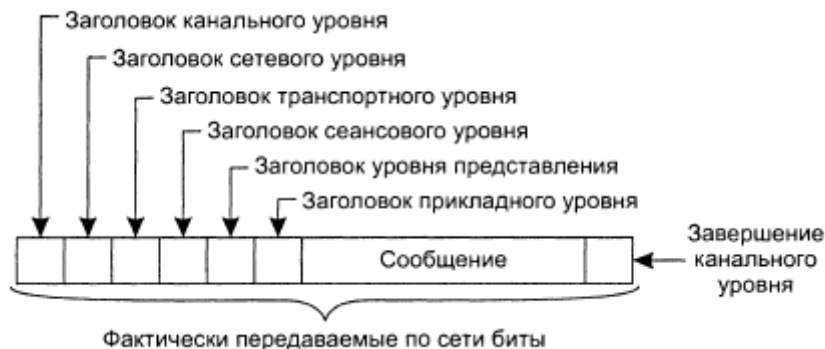 Заголовок канального уровня
Заголовок сетевого уровня
Заголовок транспортного уровня
Заголовок сеансового уровня
Заголовок уровня представления
Заголовок прикладного уровня
Сообщение
Завершение
канального
уровня
Фактически передаваемые по сети биты